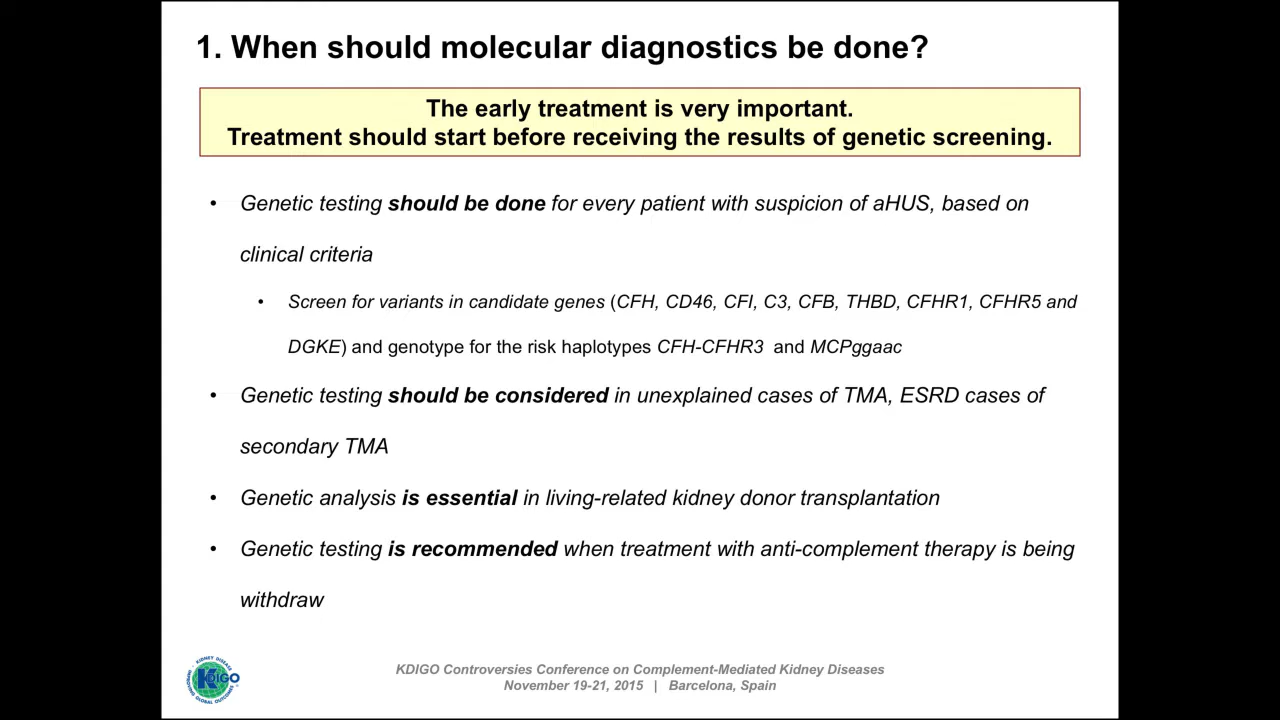 1. When should molecular diagnostics be done?
The early treatment is very important.
Treatment should start before receiving the results of genetic screening.
• Genetic testing should be done for every patient with suspicion of aHUS, based on
clinical criteria
• Screen for variants in candidate genes (CFH, CD46, CFI, C3, CFB, THBD, CFHR1, CFHR5 and
DGKE) and genotype for the risk haplotypes CFH-CFHR3 and MCPggaac
• Genetic testing should be considered in unexplained cases of TMA, ESRD cases of
secondary TMA
• Genetic analysis is essential in living-related kidney donor transplantation
• Genetic testing is recommended when treatment with anti-complement therapy is being
withdraw
KIDNEY DISEASE
KDIGO
IMPROVING GLOBAL OUTCOMES
KDIGO Controversies Conference on Complement-Mediated Kidney Diseases
November 19-21, 2015 | Barcelona, Spain